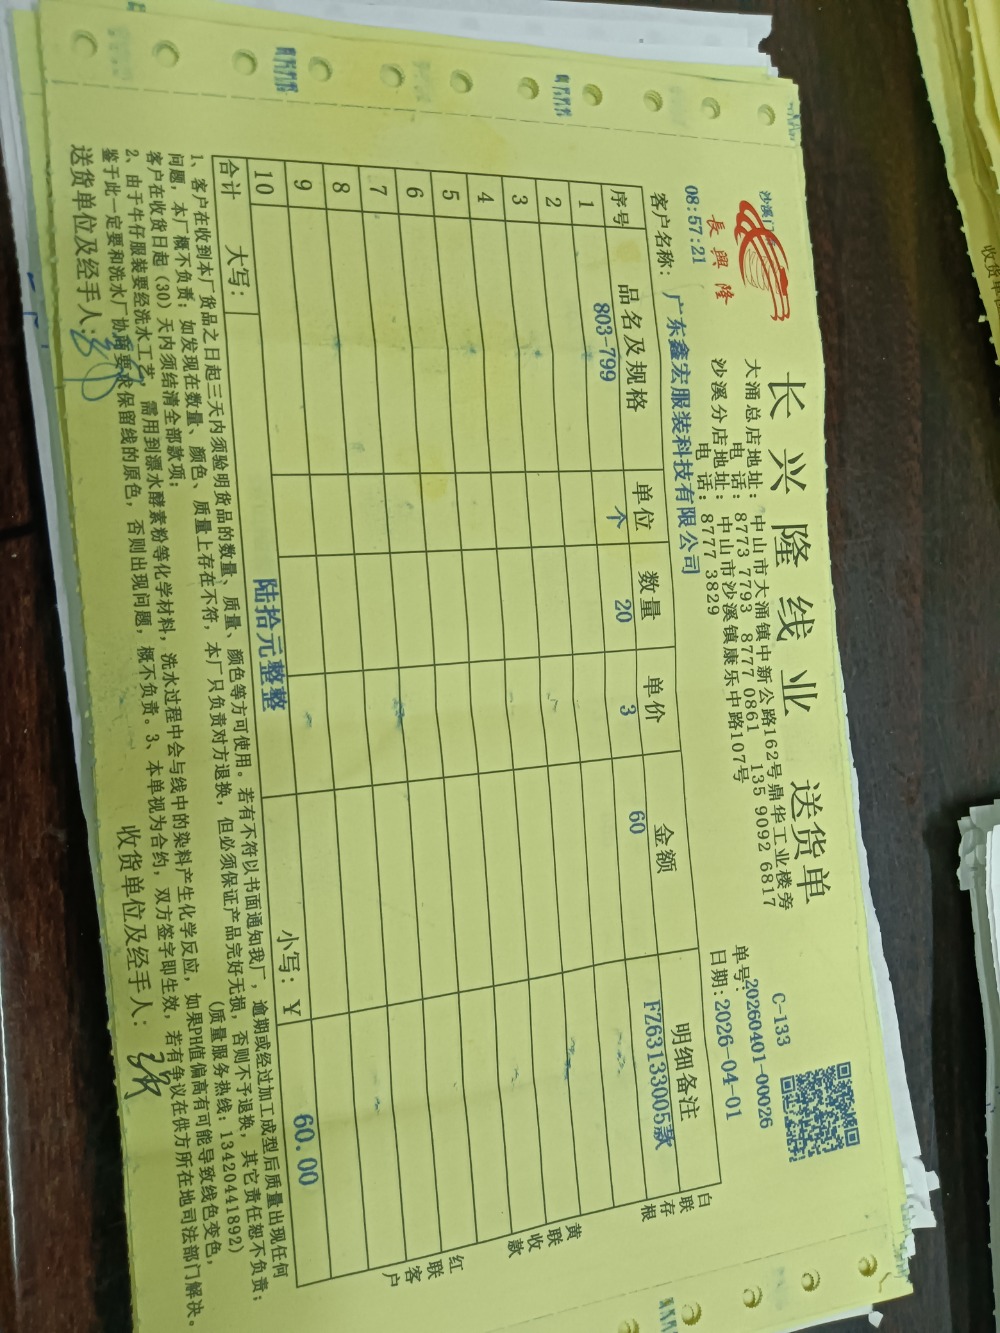 沙溪门
長興隆
长兴隆线业 送货单
大涌总店地址：中山市大涌镇中新公路162号鼎华工业楼旁
电话：8773 7793 8777 0861 135 9092 6817
沙溪分店地址：中山市沙溪镇康乐中路107号
电话：8777 3829
C-133
单号：20260401-00026
日期：2026-04-01
08:57:21
客户名称：广东鑫宏服装科技有限公司
序号 品名及规格 单位 数量 单价 金额 明细备注
1 803-799 个 20 3 60 FZ63133005款
2
3
4
5
6
7
8
9
10
合计 大写：陆拾元整整 小写：￥ 60.00
白联存根
黄联收款
红联客户
1、客户在收到本厂货品之日起三天内须验明货品的数量、质量、颜色等方可使用。若有不符以书面通知我厂，逾期或经过加工成型后质量出现任何
问题，本厂概不负责；如发现在数量、颜色、质量上存在不符，本厂只负责对方退换，但必须保证产品完好无损，否则不予退换，其它责任恕不负责；
客户在收货日起（30）天内须结清全部款项； （质量服务热线：13420441892）
2、由于牛仔服装要经洗水工艺，需用到漂水酵素粉等化学材料，洗水过程中会与线中的染料产生化学反应，如果PH值偏高有可能导致线色变色，
鉴于此一定要和洗水厂协商要求保留线的原色，否则出现问题，概不负责。3、本单视为合约，双方签字即生效，若有争议在供方所在地司法部门解决。
送货单位及经手人： 收货单位及经手人：
收货单